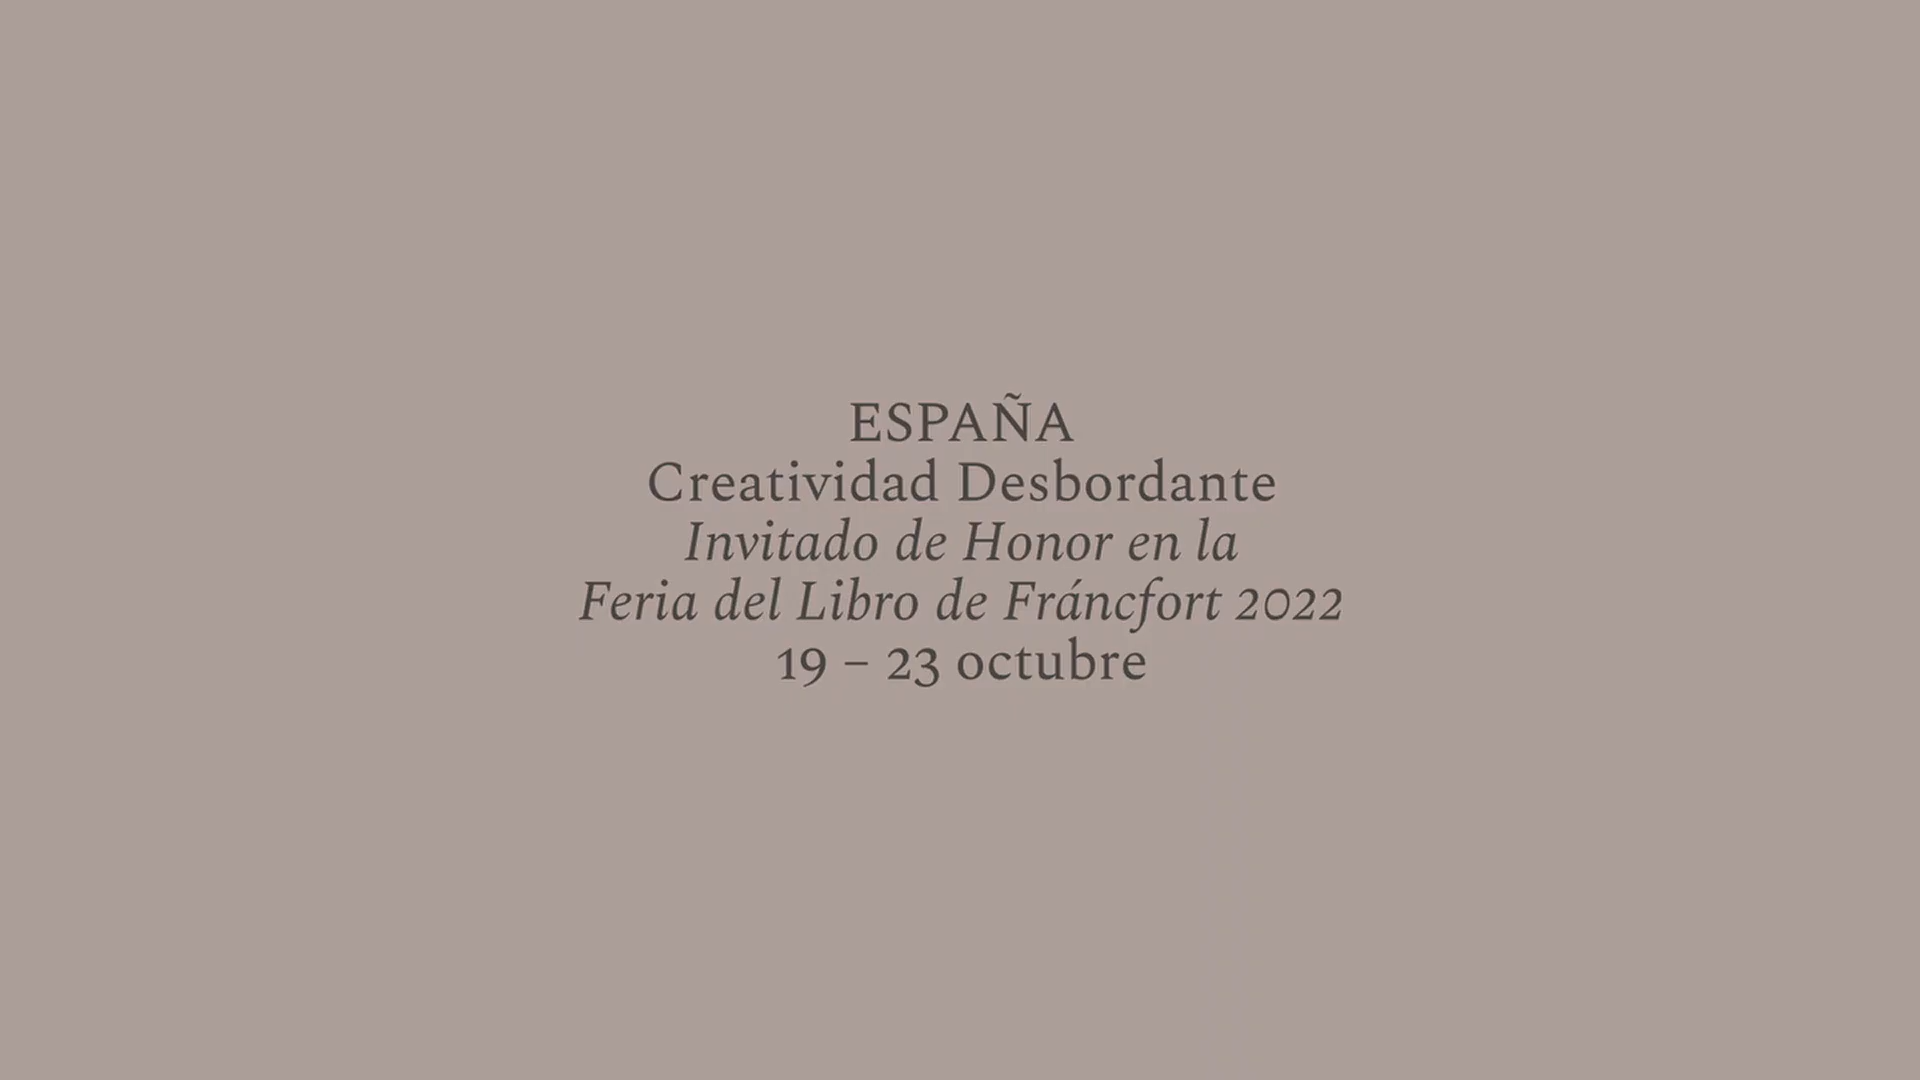 ESPAÑA
Creatividad Desbordante
Invitado de Honor en la
Feria del Libro de Fráncfort 2022
19 – 23 octubre